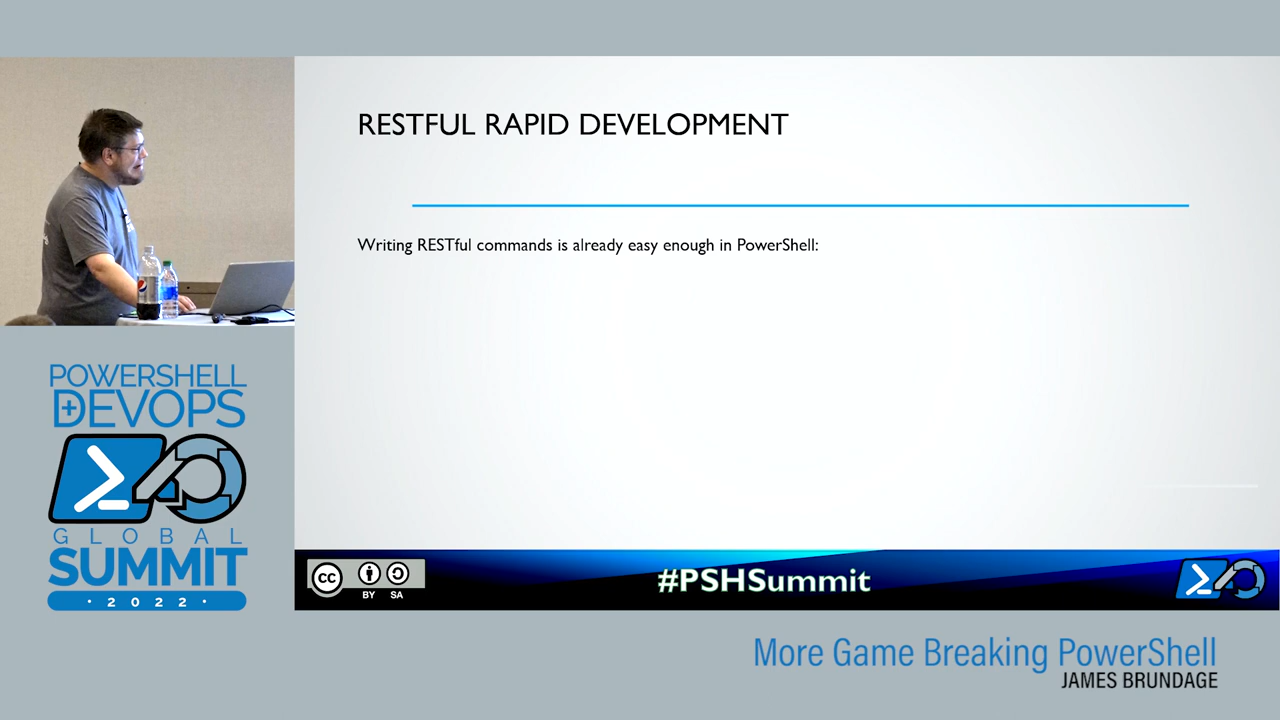 RESTFUL RAPID DEVELOPMENT
Writing RESTful commands is already easy enough in PowerShell:
POWERSHELL
+DEVOPS
GLOBAL
SUMMIT
· 2022 ·
cc
BY SA
#PSHSummit
More Game Breaking PowerShell
JAMES BRUNDAGE